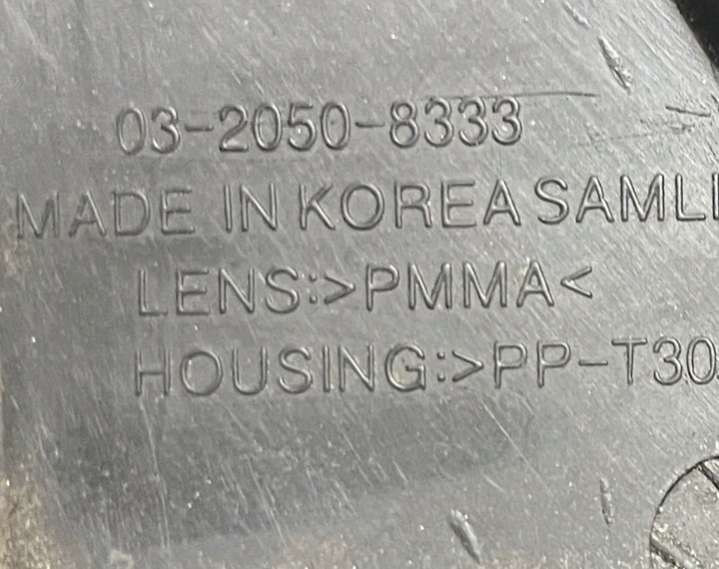 03-2050-8333
MADE IN KOREA SAMLI
LENS:>PMMA<
HOUSING:>PP-T30